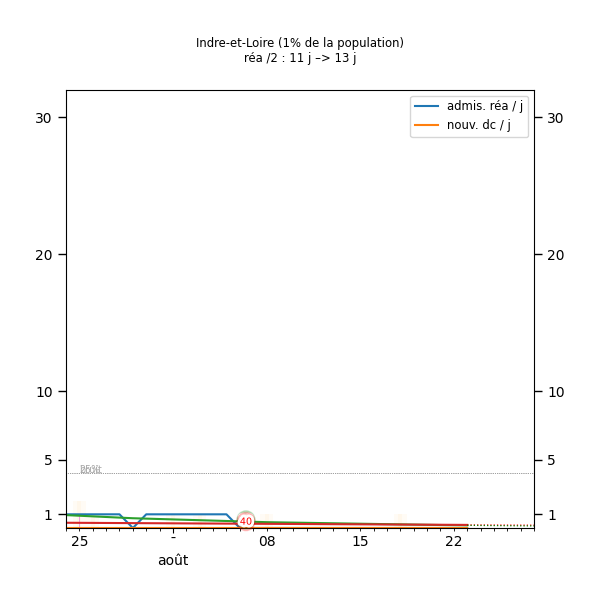 Indre-et-Loire (1% de la population)
réa /2 : 11 j –> 13 j
admis. réa / j
nouv. dc / j
30 30
20 20
10 10
5 5
1 1
40
25 - 08 15 22
août